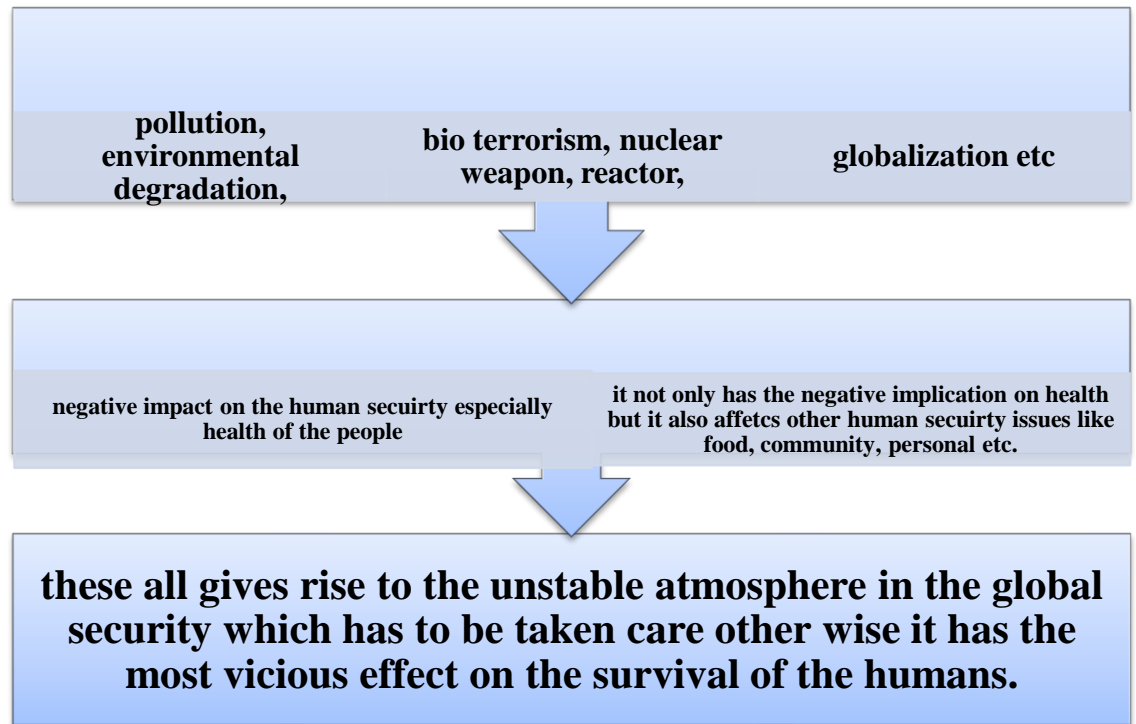 pollution,
environmental
degradation,
bio terrorism, nuclear
weapon, reactor,
globalization etc
negative impact on the human secuirty especially
health of the people
it not only has the negative implication on health
but it also affetcs other human secuirty issues like
food, community, personal etc.
these all gives rise to the unstable atmosphere in the global
security which has to be taken care other wise it has the
most vicious effect on the survival of the humans.